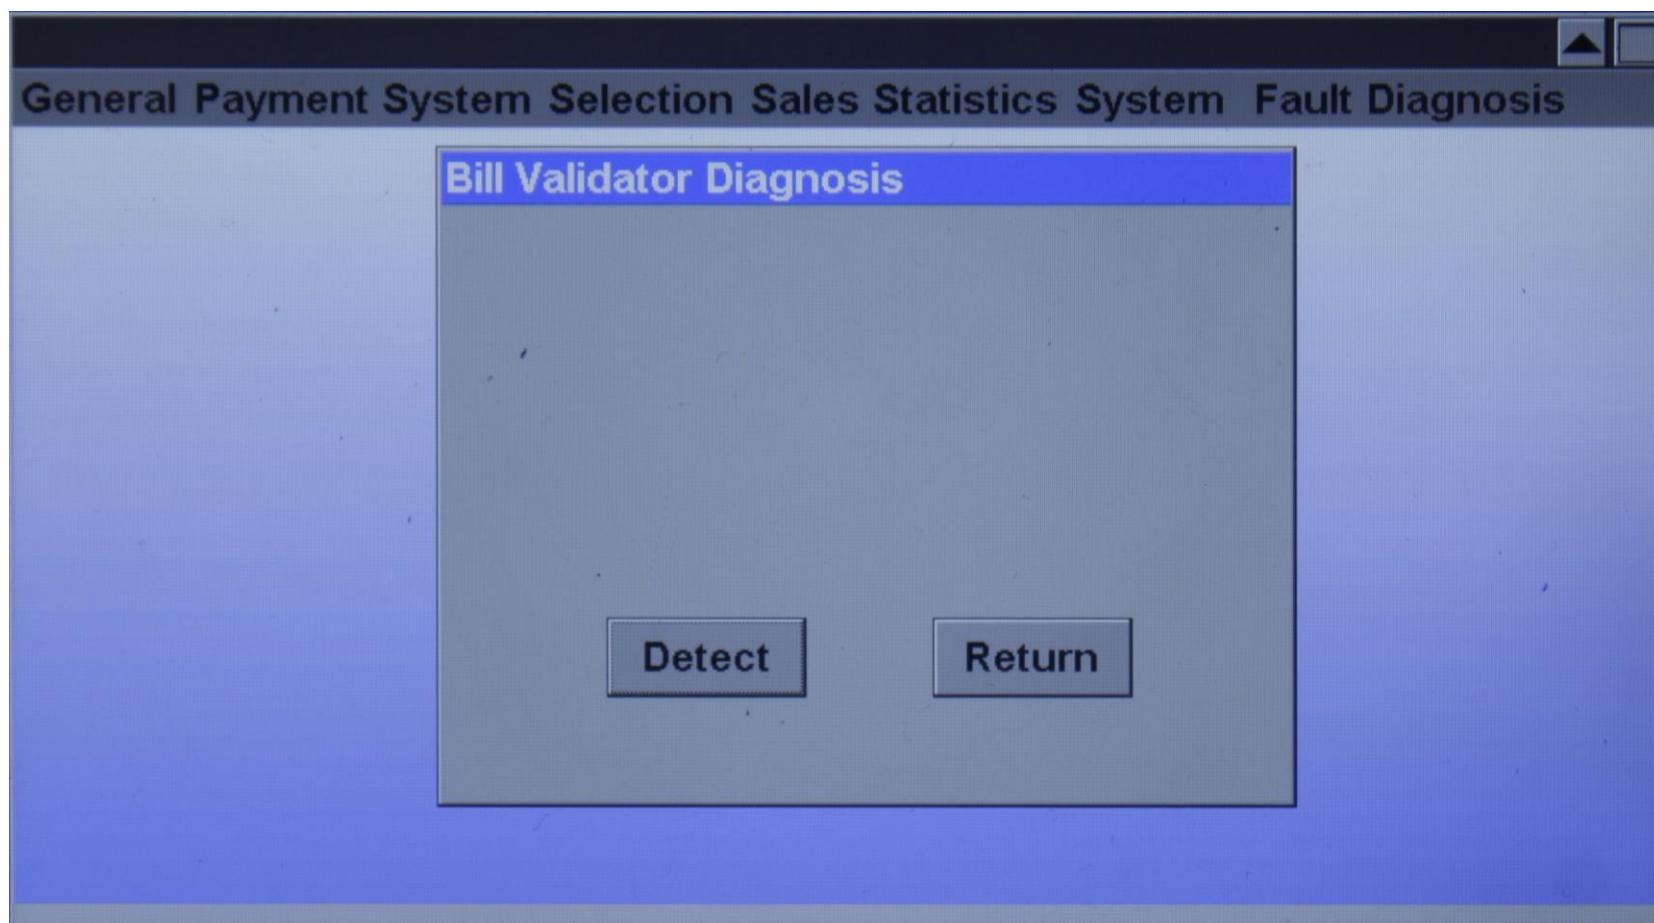 General Payment System Selection Sales Statistics System Fault Diagnosis
Bill Validator Diagnosis
Detect Return